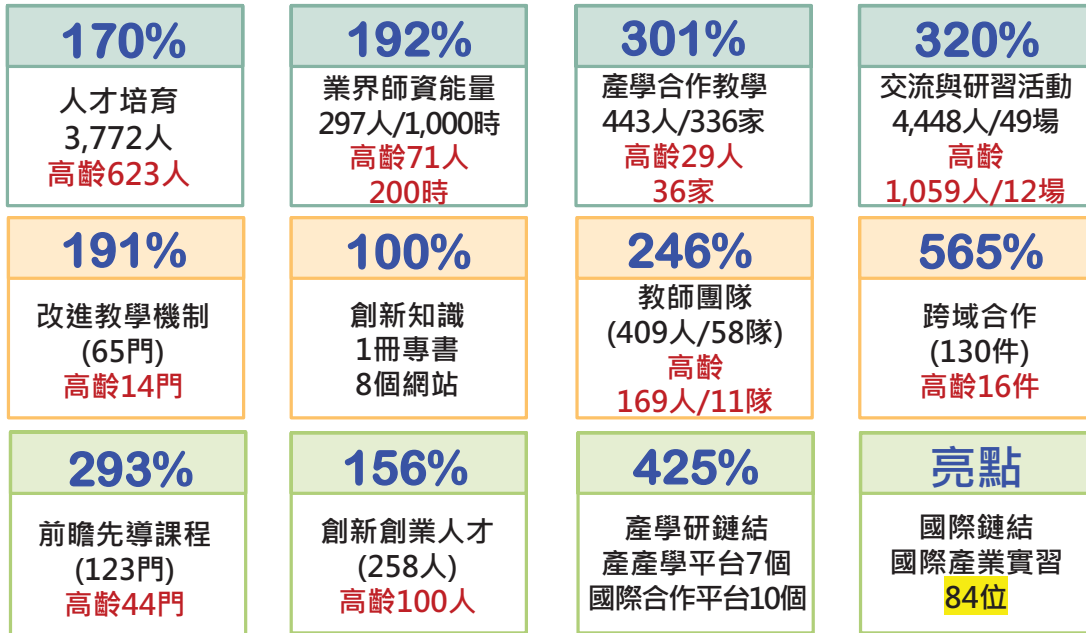 170%
人才培育
3,772人
高齡623人
192%
業界師資能量
297人/1,000時
高齡71人
200時
301%
產學合作教學
443人/336家
高齡29人
36家
320%
交流與研習活動
4,448人/49場
高齡
1,059人/12場
191%
改進教學機制
(65門)
高齡14門
100%
創新知識
1冊專書
8個網站
246%
教師團隊
(409人/58隊)
高齡
169人/11隊
565%
跨域合作
(130件)
高齡16件
293%
前瞻先導課程
(123門)
高齡44門
156%
創新創業人才
(258人)
高齡100人
425%
產學研鏈結
產產學平台7個
國際合作平台10個
亮點
國際鏈結
國際產業實習
84位